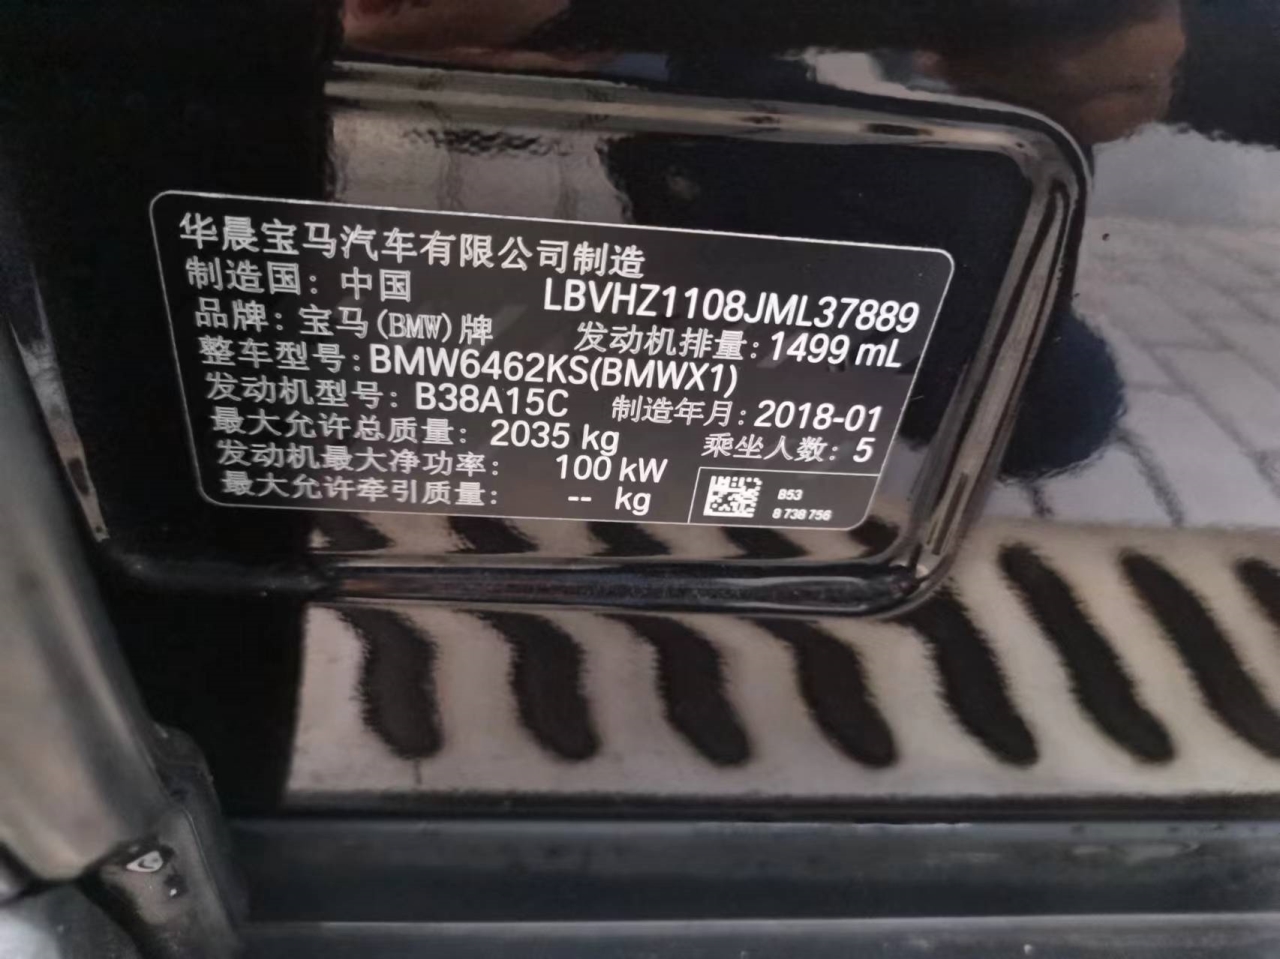 华晨宝马汽车有限公司制造
制造国：中国 LBVHZ1108JML37889
品牌：宝马(BMW)牌 发动机排量：1499 mL
整车型号：BMW6462KS(BMWX1)
发动机型号：B38A15C 制造年月：2018-01
最大允许总质量：2035 kg 乘坐人数：5
发动机最大净功率：100 kW
最大允许牵引质量：-- kg
B53
8 738 756